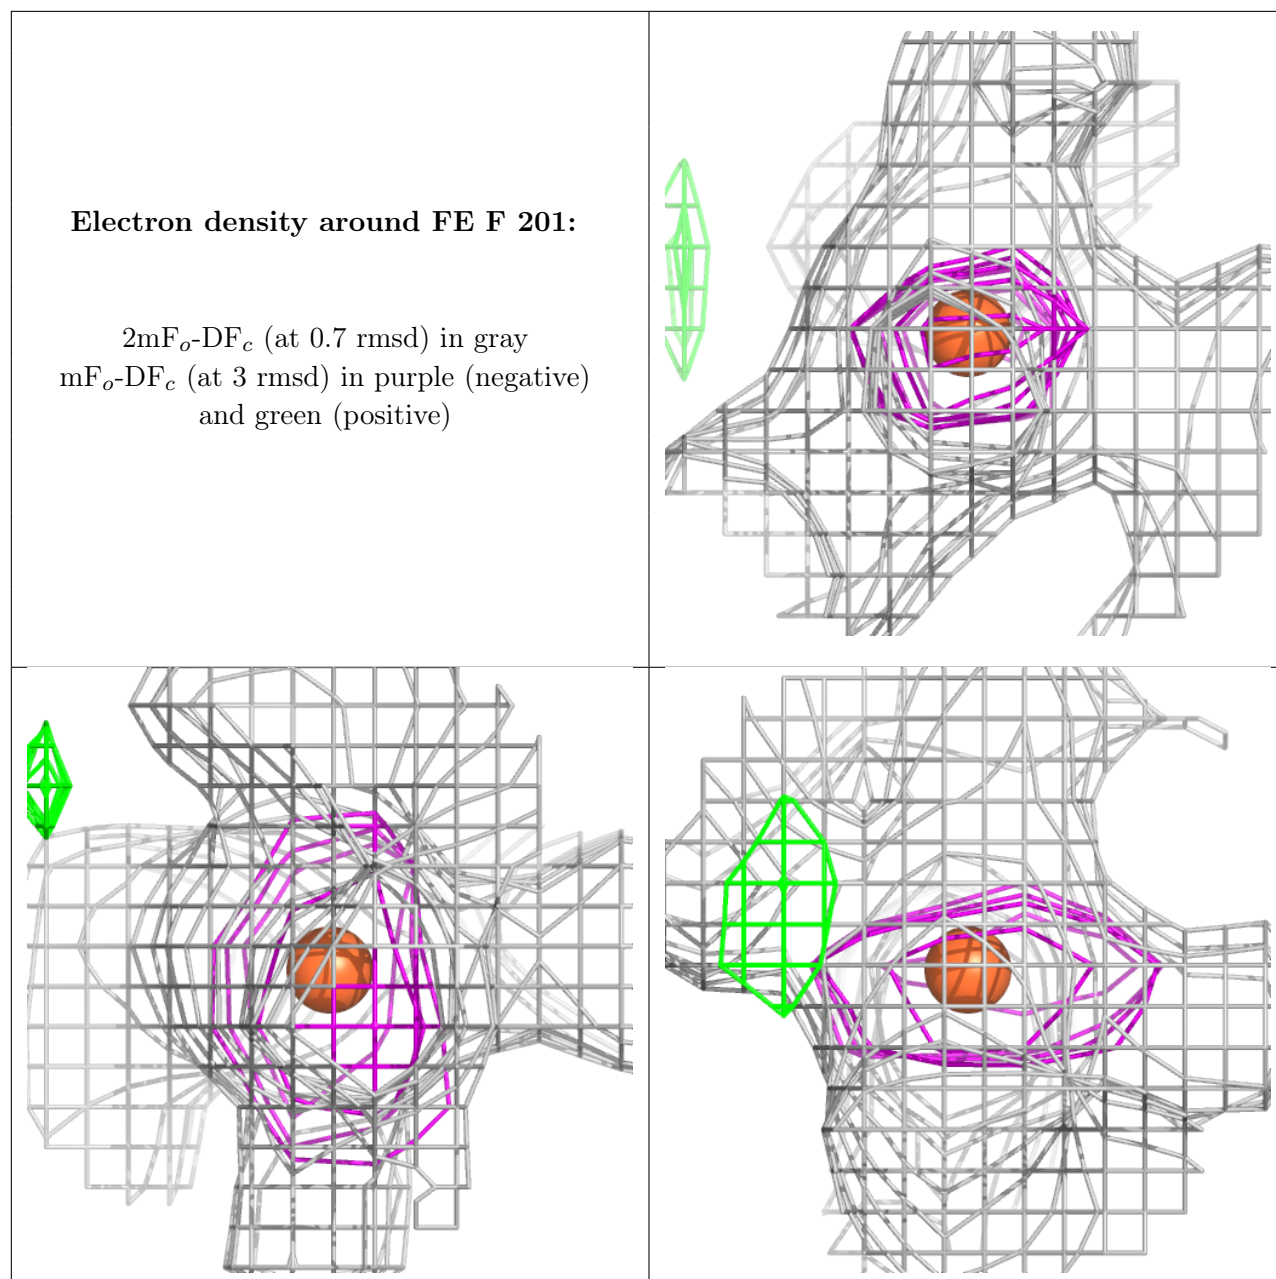 Electron density around FE F 201:
2mFo-DFc (at 0.7 rmsd) in gray
mFo-DFc (at 3 rmsd) in purple (negative)
and green (positive)